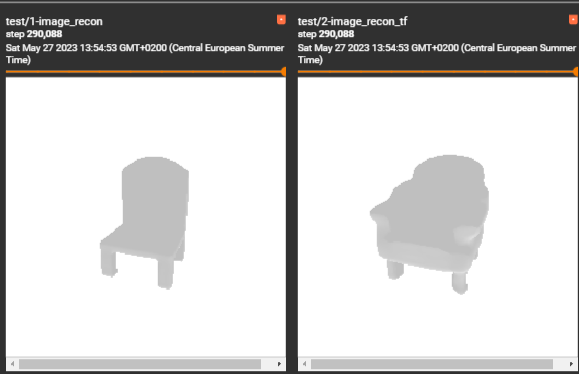 test/1-image_recon
step 290,088
Sat May 27 2023 13:54:53 GMT+0200 (Central European Summer
Time)
test/2-image_recon_tf
step 290,088
Sat May 27 2023 13:54:53 GMT+0200 (Central European Summer
Time)